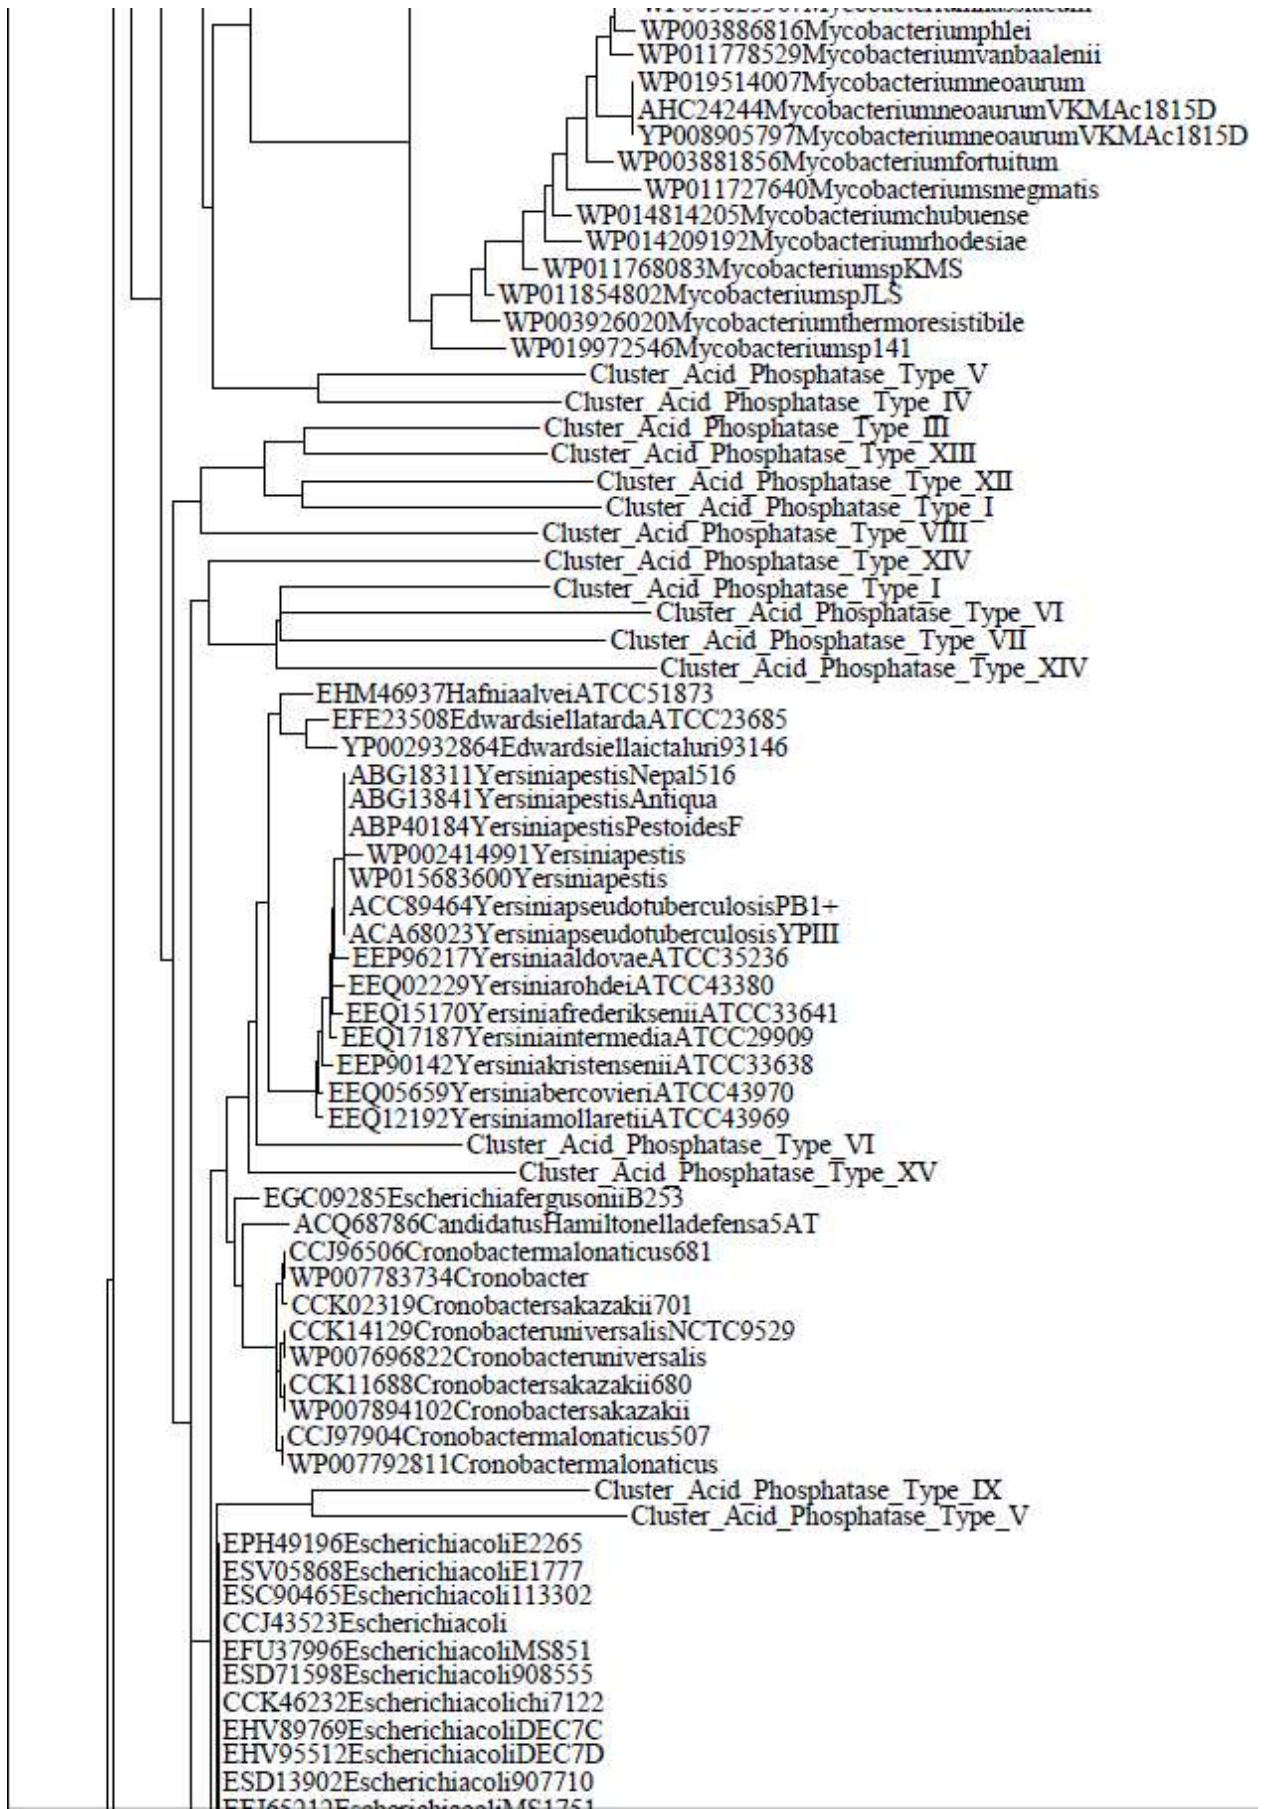 WP003886816Mycobacteriumphlei
WP011778529Mycobacteriumvanbaalenii
WP019514007Mycobacteriumneoaurum
AHC24244MycobacteriumneoaurumVKMAc1815D
YP008905797MycobacteriumneoaurumVKMAc1815D
WP003881856Mycobacteriumfortuitum
WP011727640Mycobacteriumsmegmatis
WP014814205Mycobacteriumchubuense
WP014209192Mycobacteriumrhodesiae
WP011768083MycobacteriumspKMS
WP011854802MycobacteriumspJLS
WP003926020Mycobacteriumthermoresistibile
WP019972546Mycobacteriumsp141
Cluster_Acid_Phosphatase_Type_V
Cluster_Acid_Phosphatase_Type_IV
Cluster_Acid_Phosphatase_Type_III
Cluster_Acid_Phosphatase_Type_XIII
Cluster_Acid_Phosphatase_Type_XII
Cluster_Acid_Phosphatase_Type_I
Cluster_Acid_Phosphatase_Type_VIII
Cluster_Acid_Phosphatase_Type_XIV
Cluster_Acid_Phosphatase_Type_I
Cluster_Acid_Phosphatase_Type_VI
Cluster_Acid_Phosphatase_Type_VII
Cluster_Acid_Phosphatase_Type_XIV
EHM46937HafniaalveiATCC51873
EFE23508EdwardsiellatardaATCC23685
YP002932864Edwardsiellaictaluri93146
ABG18311YersiniapestisNepal516
ABG13841YersiniapestisAntiqua
ABP40184YersiniapestisPestoidesF
WP002414991Yersiniapestis
WP015683600Yersiniapestis
ACC89464YersiniapseudotuberculosisPB1+
ACA68023YersiniapseudotuberculosisYPIII
EEP96217YersiniaaldovaeATCC35236
EEQ02229YersiniarohdeiATCC43380
EEQ15170YersiniafrederikseniiATCC33641
EEQ17187YersiniaintermediaATCC29909
EEP90142YersiniakristenseniiATCC33638
EEQ05659YersiniabercovieriATCC43970
EEQ12192YersiniamollaretiiATCC43969
Cluster_Acid_Phosphatase_Type_VI
Cluster_Acid_Phosphatase_Type_XV
EGC09285EscherichiafergusoniiB253
ACQ68786CandidatusHamiltonelladefensa5AT
CCJ96506Cronobactermalonaticus681
WP007783734Cronobacter
CCK02319Cronobactersakazakii701
CCK14129CronobacteruniversalisNCTC9529
WP007696822Cronobacteruniversalis
CCK11688Cronobactersakazakii680
WP007894102Cronobactersakazakii
CCJ97904Cronobactermalonaticus507
WP007792811Cronobactermalonaticus
Cluster_Acid_Phosphatase_Type_IX
Cluster_Acid_Phosphatase_Type_V
EPH49196EscherichiacoliE2265
ESV05868EscherichiacoliE1777
ESC90465Escherichiacoli113302
CCJ43523Escherichiacoli
EFU37996EscherichiacoliMS851
ESD71598Escherichiacoli908555
CCK46232Escherichiacolichi7122
EHV89769EscherichiacoliDEC7C
EHV95512EscherichiacoliDEC7D
ESD13902Escherichiacoli907710